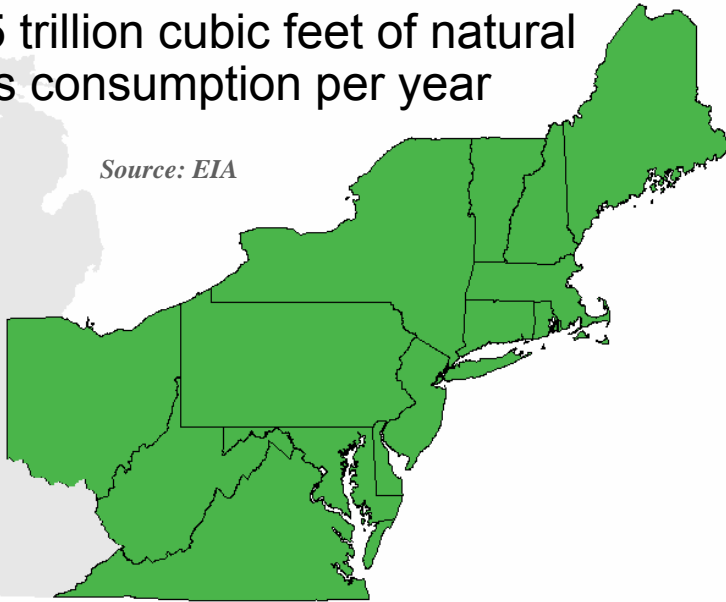 5 trillion cubic feet of natural
s consumption per year
Source: EIA